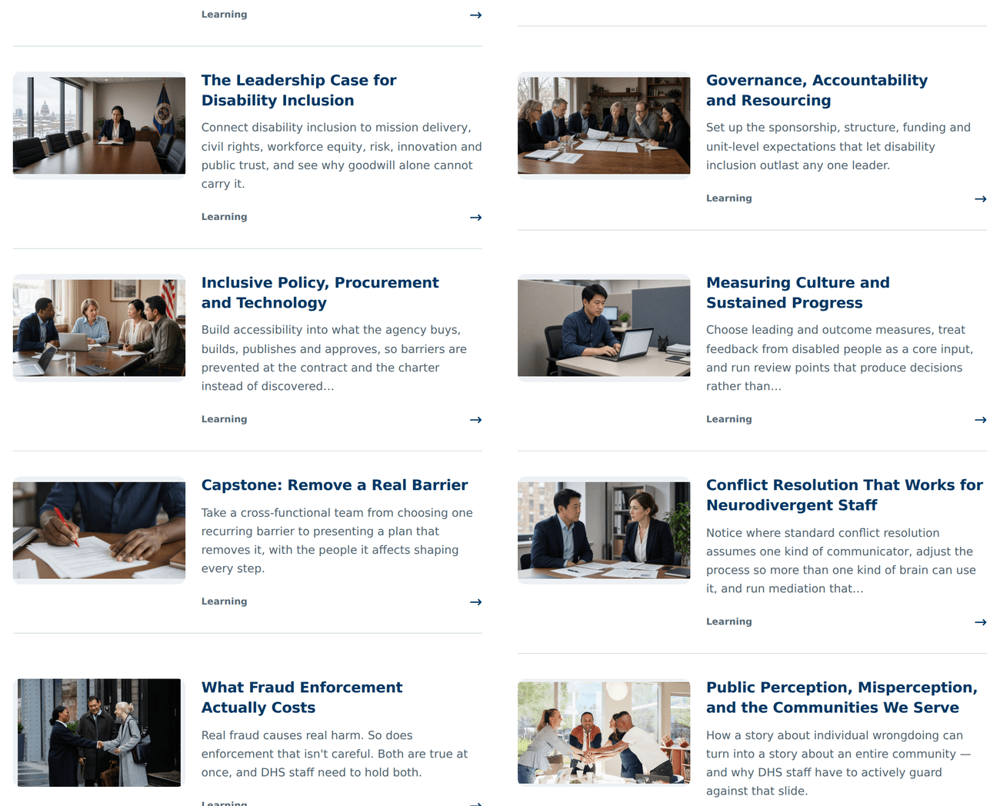 Learning
→
The Leadership Case for
Disability Inclusion
Connect disability inclusion to mission delivery,
civil rights, workforce equity, risk, innovation and
public trust, and see why goodwill alone cannot
carry it.
Learning
→
Governance, Accountability
and Resourcing
Set up the sponsorship, structure, funding and
unit-level expectations that let disability
inclusion outlast any one leader.
Learning
→
Inclusive Policy, Procurement
and Technology
Build accessibility into what the agency buys,
builds, publishes and approves, so barriers are
prevented at the contract and the charter
instead of discovered…
Learning
→
Measuring Culture and
Sustained Progress
Choose leading and outcome measures, treat
feedback from disabled people as a core input,
and run review points that produce decisions
rather than…
Learning
→
Capstone: Remove a Real Barrier
Take a cross-functional team from choosing one
recurring barrier to presenting a plan that
removes it, with the people it affects shaping
every step.
Learning
→
Conflict Resolution That Works for
Neurodivergent Staff
Notice where standard conflict resolution
assumes one kind of communicator, adjust the
process so more than one kind of brain can use
it, and run mediation that…
Learning
→
What Fraud Enforcement
Actually Costs
Real fraud causes real harm. So does
enforcement that isn't careful. Both are true at
once, and DHS staff need to hold both.
Learning
→
Public Perception, Misperception,
and the Communities We Serve
How a story about individual wrongdoing can
turn into a story about an entire community —
and why DHS staff have to actively guard
against that slide.